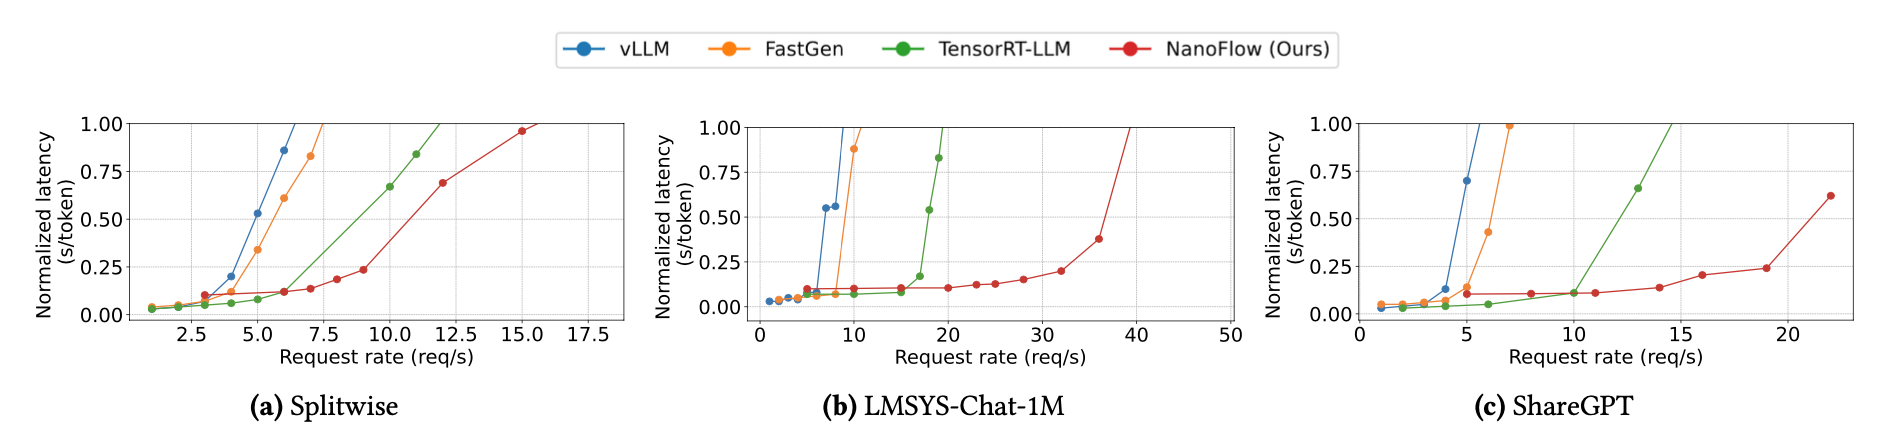 vLLM FastGen TensorRT-LLM NanoFlow (Ours)
Normalized latency
(s/token)
1.00
0.75
0.50
0.25
0.00
2.5 5.0 7.5 10.0 12.5 15.0 17.5
Request rate (req/s)
(a) Splitwise
Normalized latency
(s/token)
1.00
0.75
0.50
0.25
0.00
0 10 20 30 40 50
Request rate (req/s)
(b) LMSYS-Chat-1M
Normalized latency
(s/token)
1.00
0.75
0.50
0.25
0.00
0 5 10 15 20
Request rate (req/s)
(c) ShareGPT